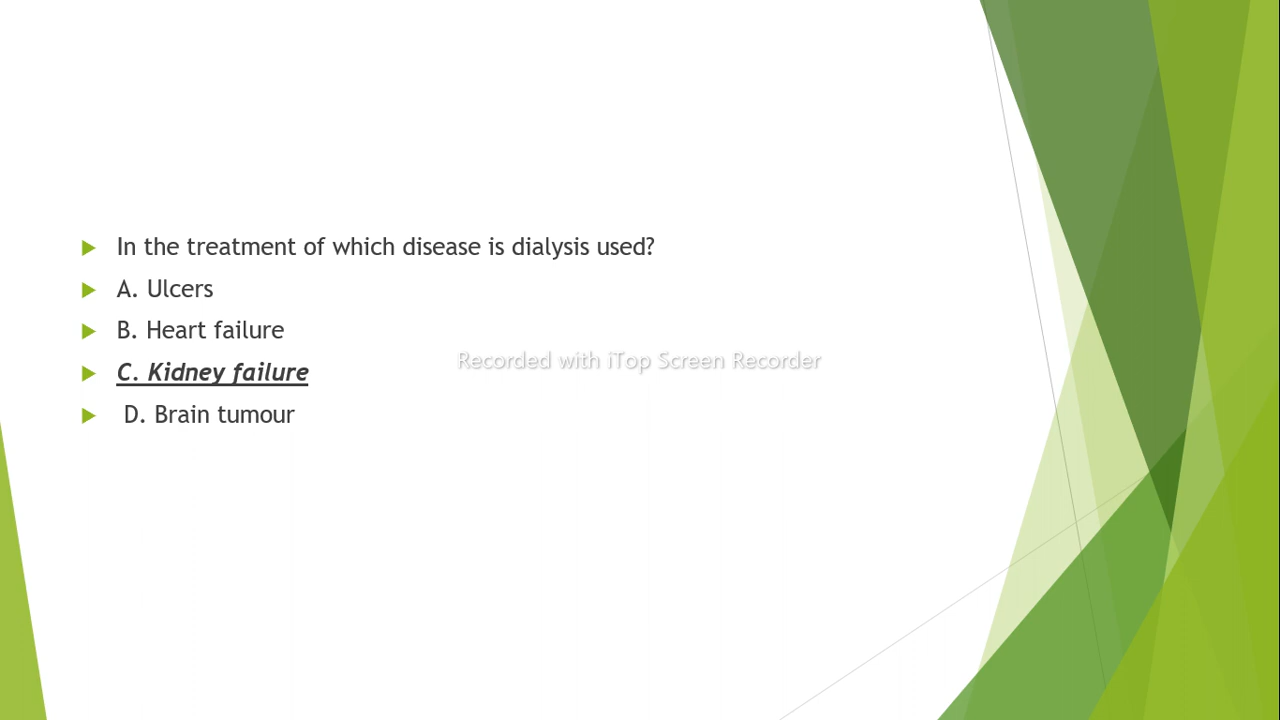 In the treatment of which disease is dialysis used?
A. Ulcers
B. Heart failure
C. Kidney failure
D. Brain tumour
Recorded with iTop Screen Recorder